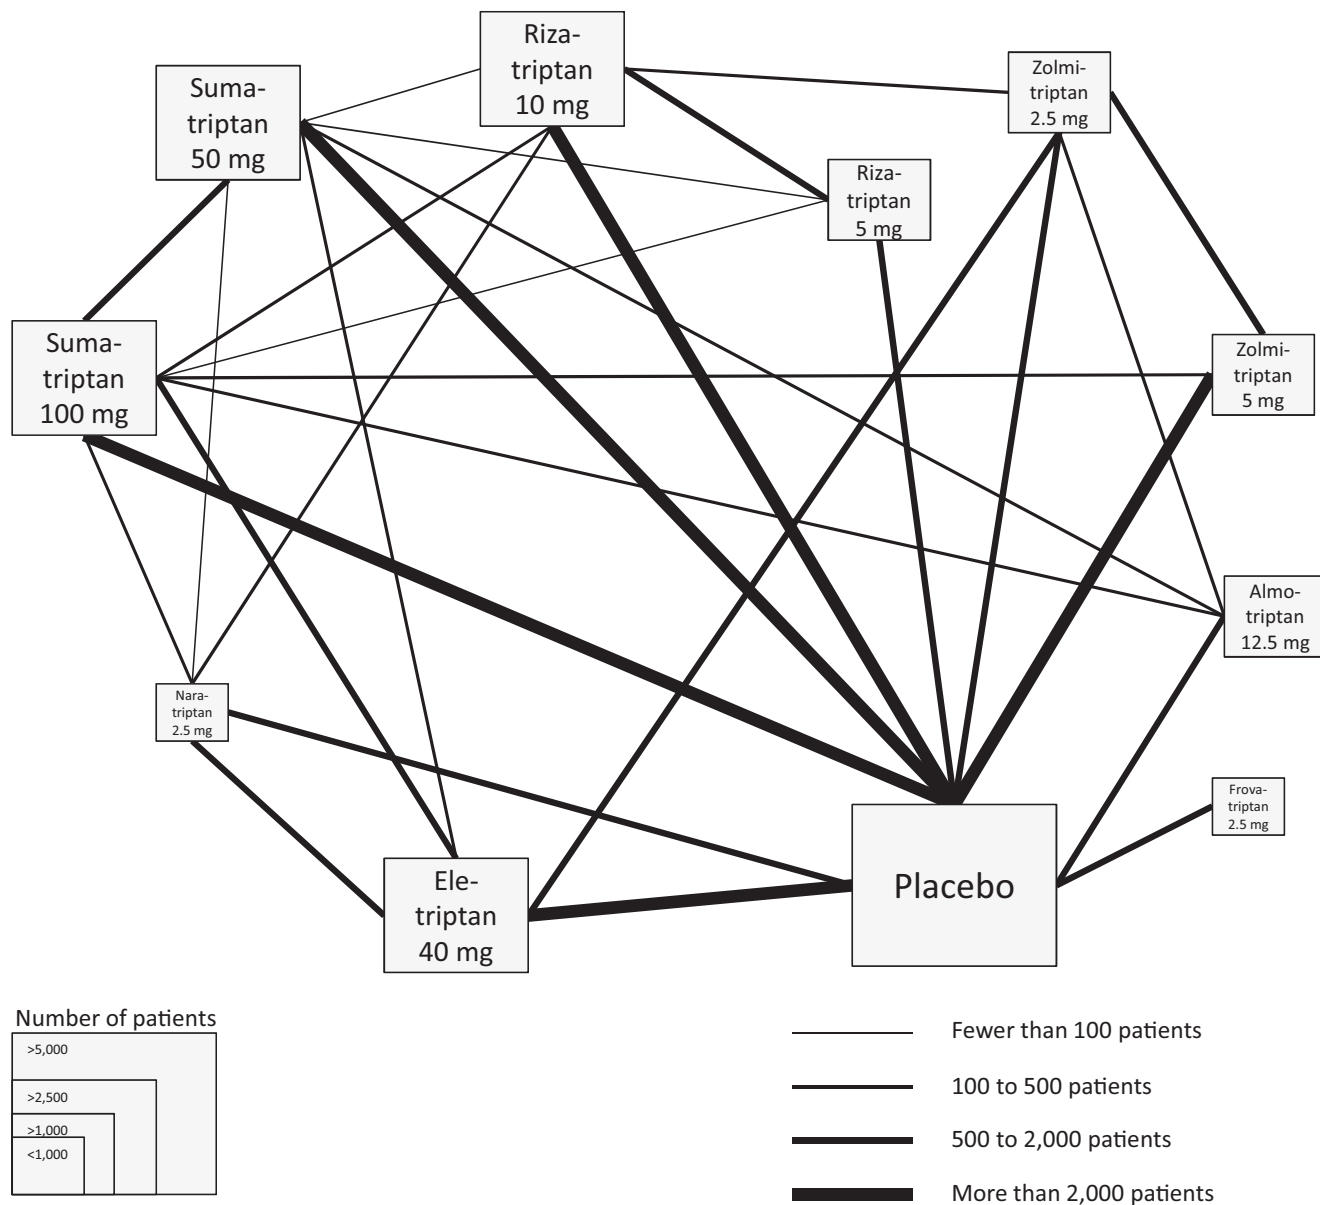 Riza-
triptan
10 mg
Suma-
triptan
50 mg
Zolmi-
triptan
2.5 mg
Riza-
triptan
5 mg
Suma-
triptan
100 mg
Zolmi-
triptan
5 mg
Almo-
triptan
12.5 mg
Nara-
triptan
2.5 mg
Frova-
triptan
2.5 mg
Ele-
triptan
40 mg
Placebo
Number of patients
>5,000
>2,500
>1,000
<1,000
Fewer than 100 patients
100 to 500 patients
500 to 2,000 patients
More than 2,000 patients